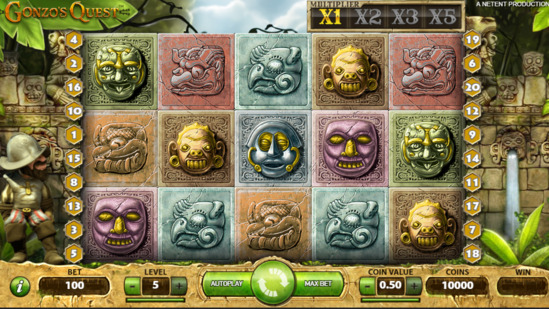 GONZO'S QUEST
MULTIPLIER
X1 X2 X3 X5
A NETENT PRODUCTION
4 19
2 6
16 20
10 12
1 9
15 14
8 11
13 17
3 7
5 18
BET LEVEL COIN VALUE COINS WIN
100 - 5 + AUTOPLAY MAX BET - 0.50 + 10000